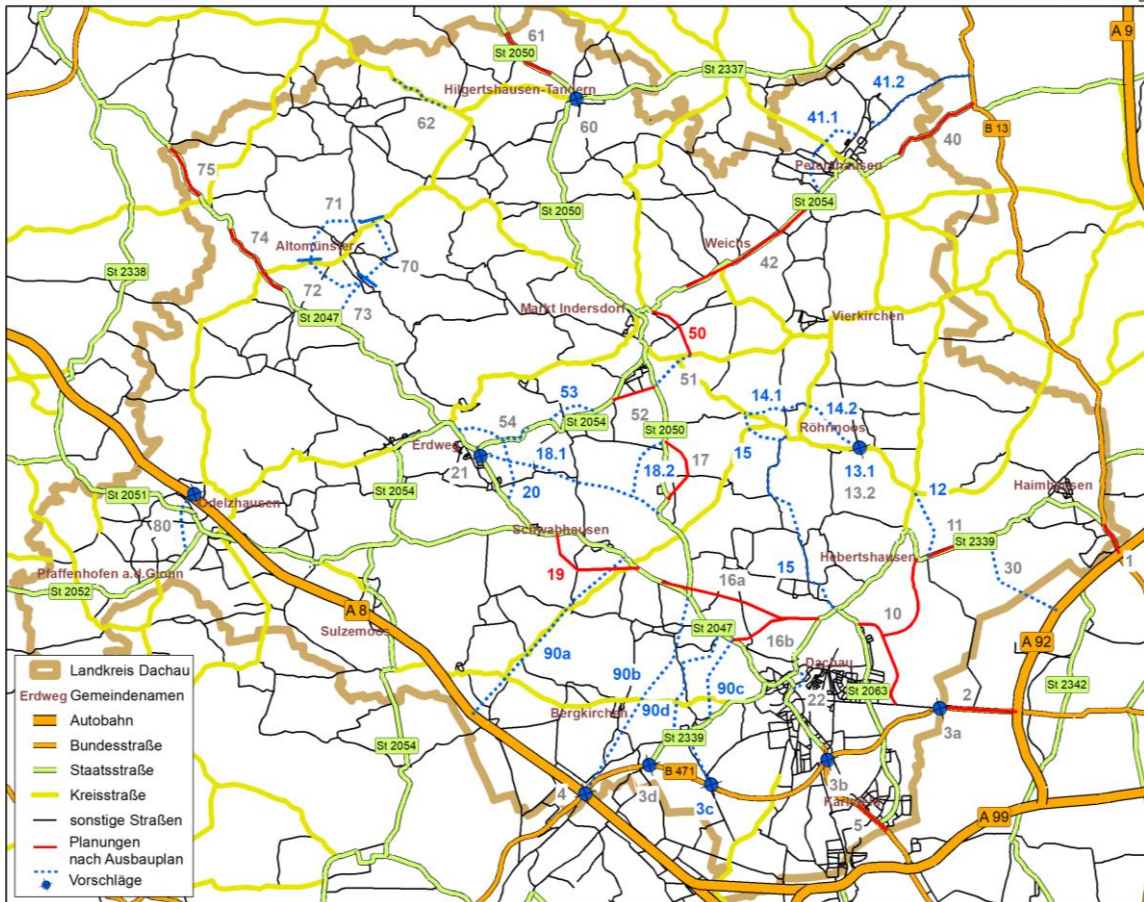 A 9
61
St 2050
St 2337
Hilgertshausen-Tandern
41.2
62
60
41.1
40
B 13
75
Petershausen
St 2054
71
St 2050
74
Altomünster
Weichs
70
42
St 2338
72
73
St 2047
Markt Indersdorf
Vierkirchen
50
51
53
14.1
54
52
14.2
St 2054
St 2050
Röhrmoos
Erdweg
18.1
15
17
21
18.2
13.1
St 2054
20
13.2
12
Haimhausen
St 2051
Odelzhausen
80
Schwabhausen
11
St 2339
Hebertshausen
1
Pfaffenhofen a.d.Glonn
19
16a
15
30
St 2052
A 8
10
St 2047
Sulzemoos
16b
A 92
90a
90b
Dachau
90c
22
St 2063
2
St 2342
Bergkirchen
90d
3a
St 2339
St 2054
B 471
4
3d
3c
3b
A 99
5
Landkreis Dachau
Erdweg Gemeindenamen
Autobahn
Bundesstraße
Staatsstraße
Kreisstraße
sonstige Straßen
Planungen
nach Ausbauplan
Vorschläge